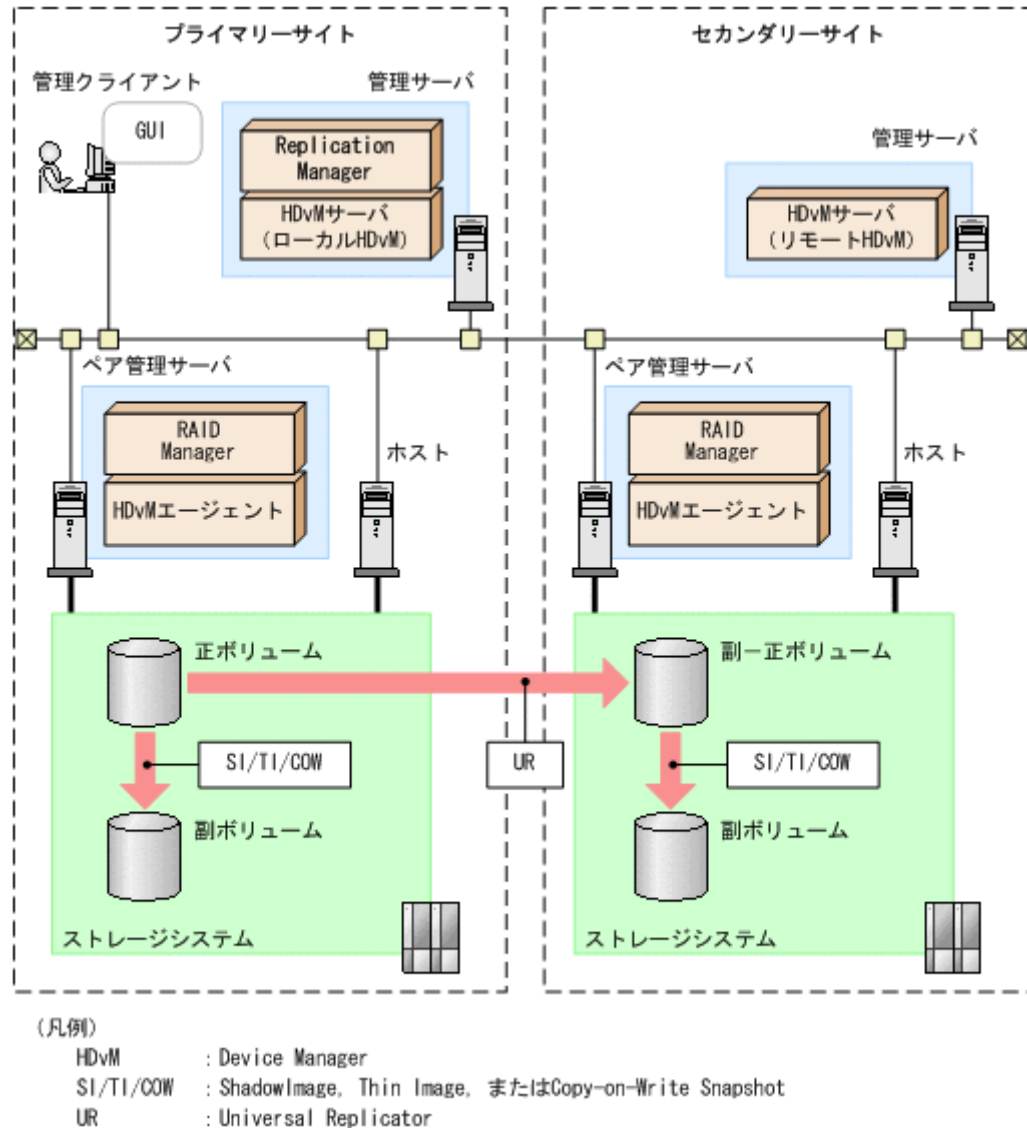 プライマリーサイト
セカンダリーサイト
管理クライアント
管理サーバ
GUI
Replication
Manager
HDvMサーバ
(ローカルHDvM)
管理サーバ
HDvMサーバ
(リモートHDvM)
ペア管理サーバ
RAID
Manager
HDvMエージェント
ホスト
ペア管理サーバ
RAID
Manager
HDvMエージェント
ホスト
正ボリューム
副-正ボリューム
SI/TI/COW
UR
SI/TI/COW
副ボリューム
副ボリューム
ストレージシステム
ストレージシステム
(凡例)
HDvM : Device Manager
SI/TI/COW : ShadowImage, Thin Image, またはCopy-on-Write Snapshot
UR : Universal Replicator